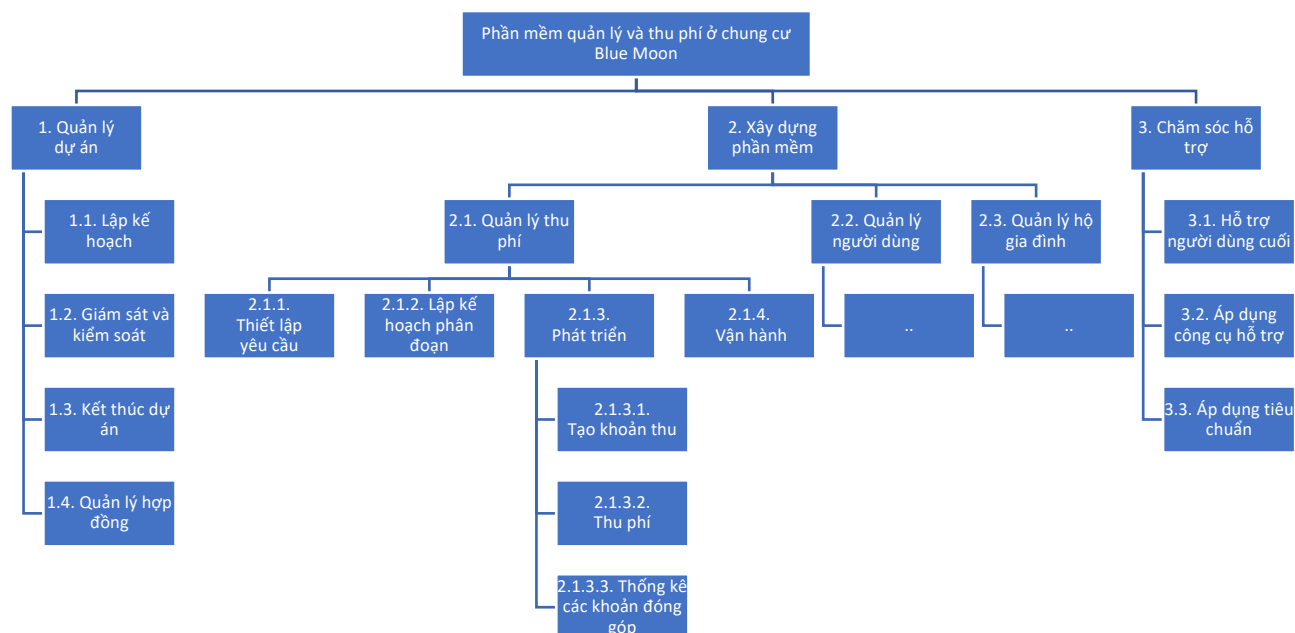 Phần mềm quản lý và thu phí ở chung cư
Blue Moon
1. Quản lý
dự án
2. Xây dựng
phần mềm
3. Chăm sóc hỗ
trợ
1.1. Lập kế
hoạch
2.1. Quản lý thu
phí
2.2. Quản lý
người dùng
2.3. Quản lý hộ
gia đình
3.1. Hỗ trợ
người dùng cuối
1.2. Giám sát và
kiểm soát
2.1.1.
Thiết lập
yêu cầu
2.1.2. Lập kế
hoạch phân
đoạn
2.1.3.
Phát triển
2.1.4.
Vận hành
..
..
3.2. Áp dụng
công cụ hỗ trợ
1.3. Kết thúc dự
án
2.1.3.1.
Tạo khoản thu
3.3. Áp dụng tiêu
chuẩn
1.4. Quản lý hợp
đồng
2.1.3.2.
Thu phí
2.1.3.3. Thống kê
các khoản đóng
góp